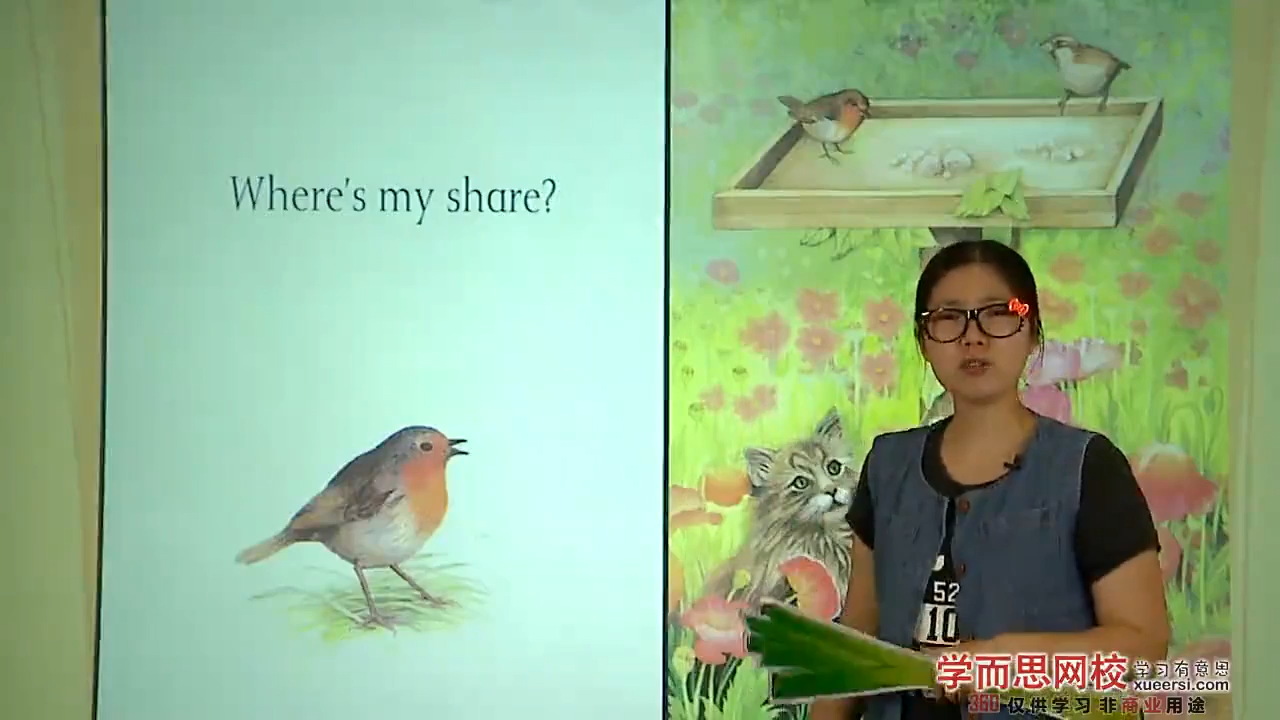 Where's my share?
52
10
学而思网校 学习有意思
xueersi.com
360 仅供学习 非商业用途